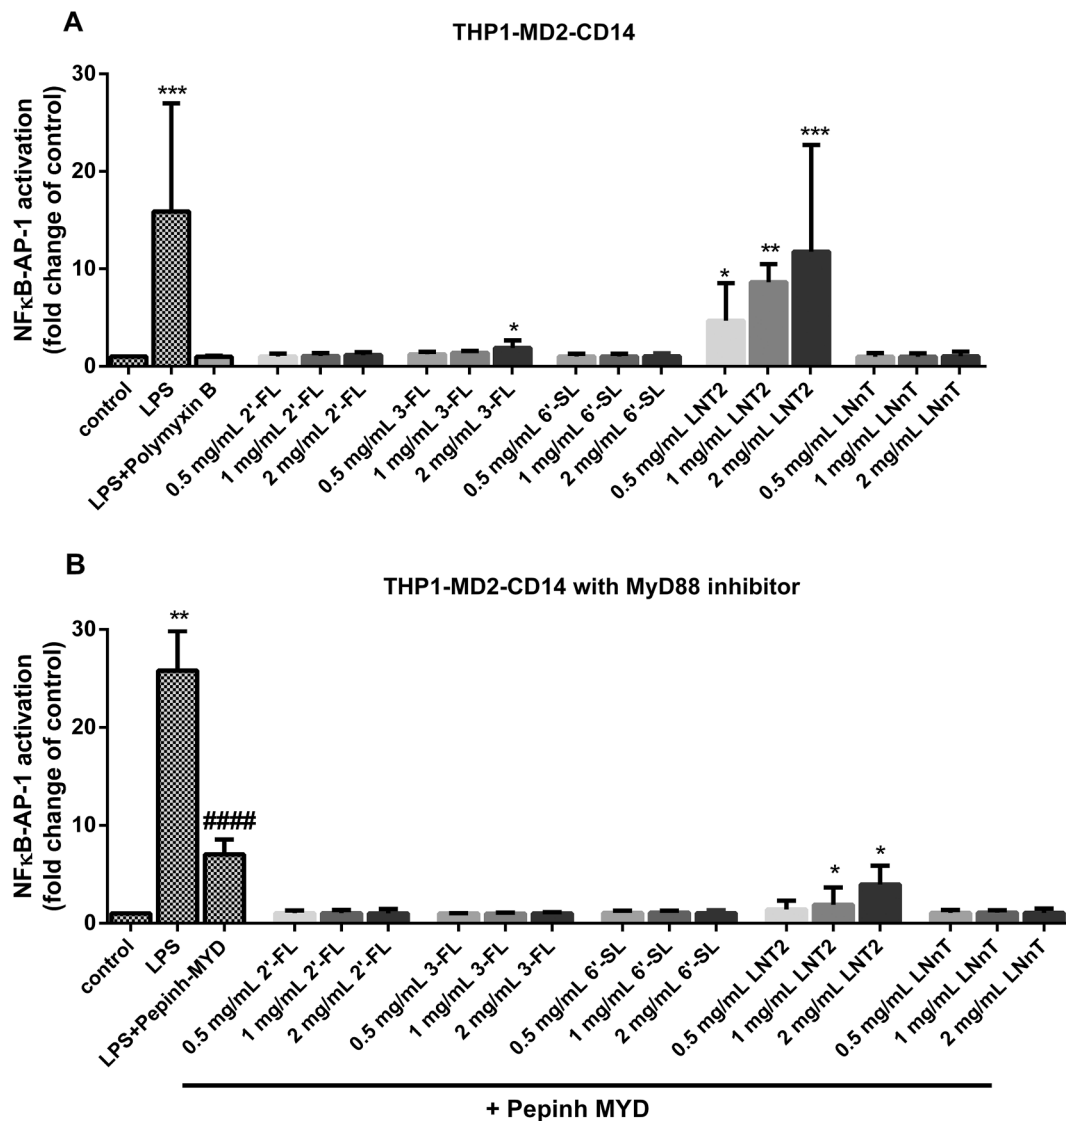 A
THP1-MD2-CD14
NFκB-AP-1 activation
(fold change of control)
30
20
10
0
***
*
*
**
***
control
LPS
LPS+Polymyxin B
0.5 mg/mL 2'-FL
1 mg/mL 2'-FL
2 mg/mL 2'-FL
0.5 mg/mL 3-FL
1 mg/mL 3-FL
2 mg/mL 3-FL
0.5 mg/mL 6'-SL
1 mg/mL 6'-SL
2 mg/mL 6'-SL
0.5 mg/mL LNT2
1 mg/mL LNT2
2 mg/mL LNT2
0.5 mg/mL LNnT
1 mg/mL LNnT
2 mg/mL LNnT
B
THP1-MD2-CD14 with MyD88 inhibitor
NFκB-AP-1 activation
(fold change of control)
30
20
10
0
**
####
*
*
control
LPS
LPS+Pepinh-MYD
0.5 mg/mL 2'-FL
1 mg/mL 2'-FL
2 mg/mL 2'-FL
0.5 mg/mL 3-FL
1 mg/mL 3-FL
2 mg/mL 3-FL
0.5 mg/mL 6'-SL
1 mg/mL 6'-SL
2 mg/mL 6'-SL
0.5 mg/mL LNT2
1 mg/mL LNT2
2 mg/mL LNT2
0.5 mg/mL LNnT
1 mg/mL LNnT
2 mg/mL LNnT
+ Pepinh MYD